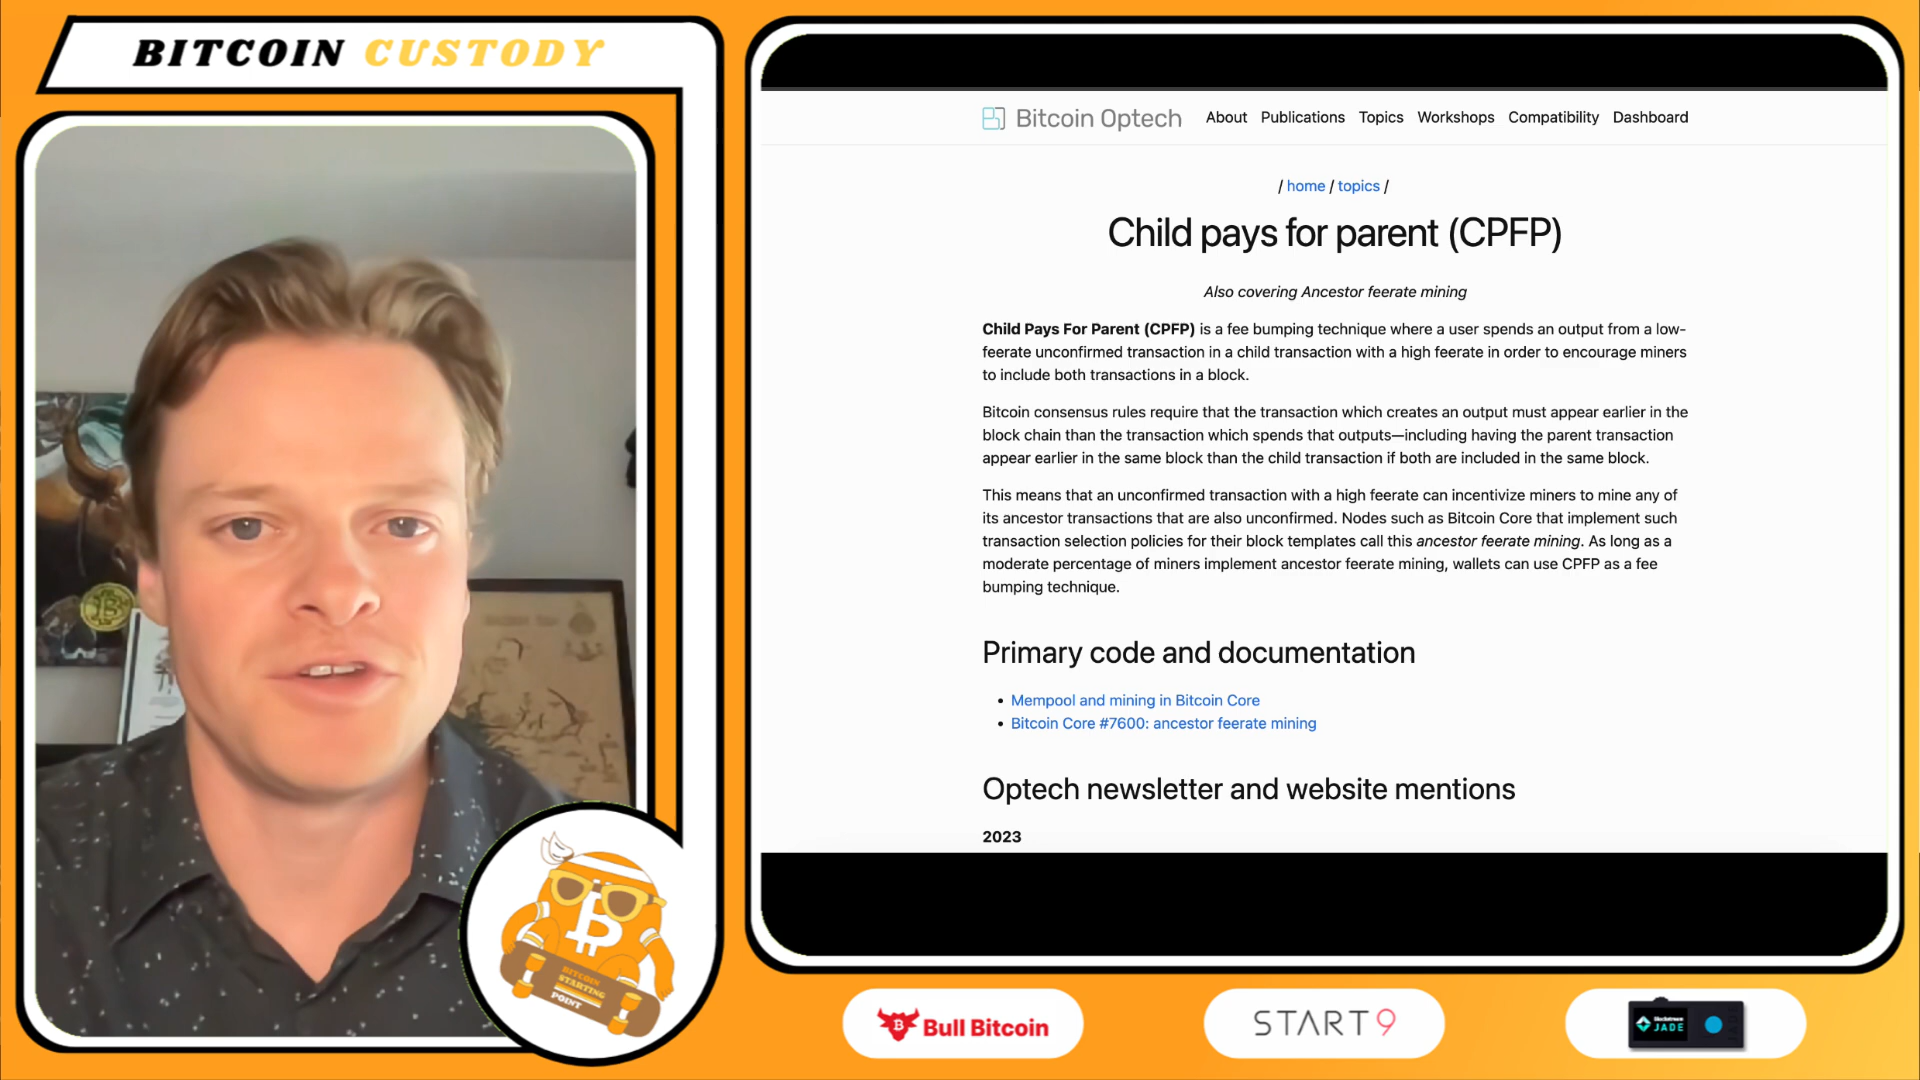 BITCOIN CUSTODY
BITCOIN
STARTING
POINT
Bitcoin Optech
About Publications Topics Workshops Compatibility Dashboard
/ home / topics /
Child pays for parent (CPFP)
Also covering Ancestor feerate mining
Child Pays For Parent (CPFP) is a fee bumping technique where a user spends an output from a low-
feerate unconfirmed transaction in a child transaction with a high feerate in order to encourage miners
to include both transactions in a block.
Bitcoin consensus rules require that the transaction which creates an output must appear earlier in the
block chain than the transaction which spends that outputs—including having the parent transaction
appear earlier in the same block than the child transaction if both are included in the same block.
This means that an unconfirmed transaction with a high feerate can incentivize miners to mine any of
its ancestor transactions that are also unconfirmed. Nodes such as Bitcoin Core that implement such
transaction selection policies for their block templates call this ancestor feerate mining. As long as a
moderate percentage of miners implement ancestor feerate mining, wallets can use CPFP as a fee
bumping technique.
Primary code and documentation
• Mempool and mining in Bitcoin Core
• Bitcoin Core #7600: ancestor feerate mining
Optech newsletter and website mentions
2023
Bull Bitcoin
START9
Blockstream
JADE